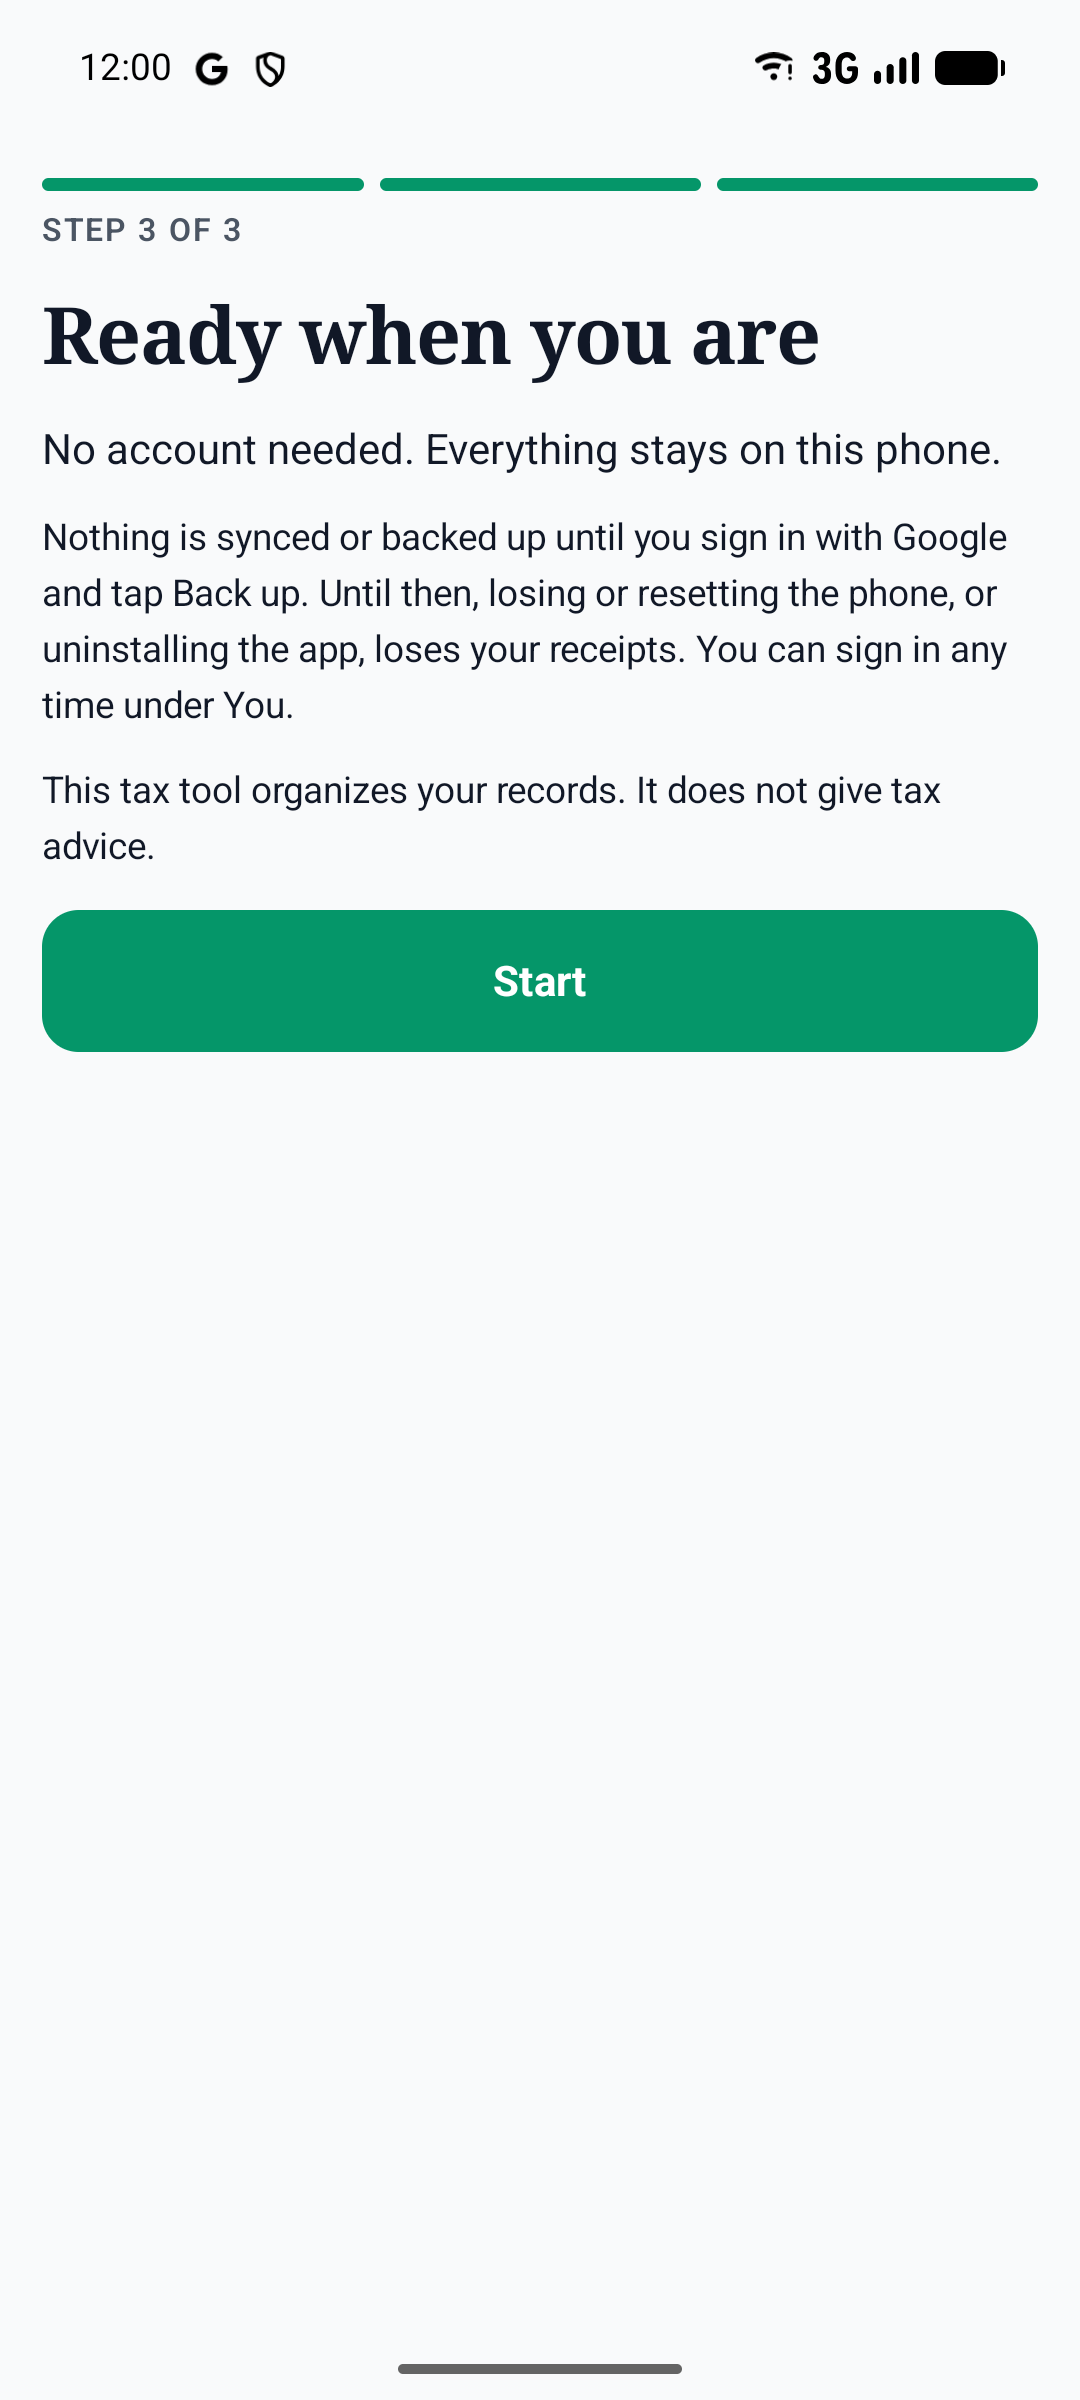 12:00
3G
STEP 3 OF 3
Ready when you are
No account needed. Everything stays on this phone.
Nothing is synced or backed up until you sign in with Google
and tap Back up. Until then, losing or resetting the phone, or
uninstalling the app, loses your receipts. You can sign in any
time under You.
This tax tool organizes your records. It does not give tax
advice.
Start